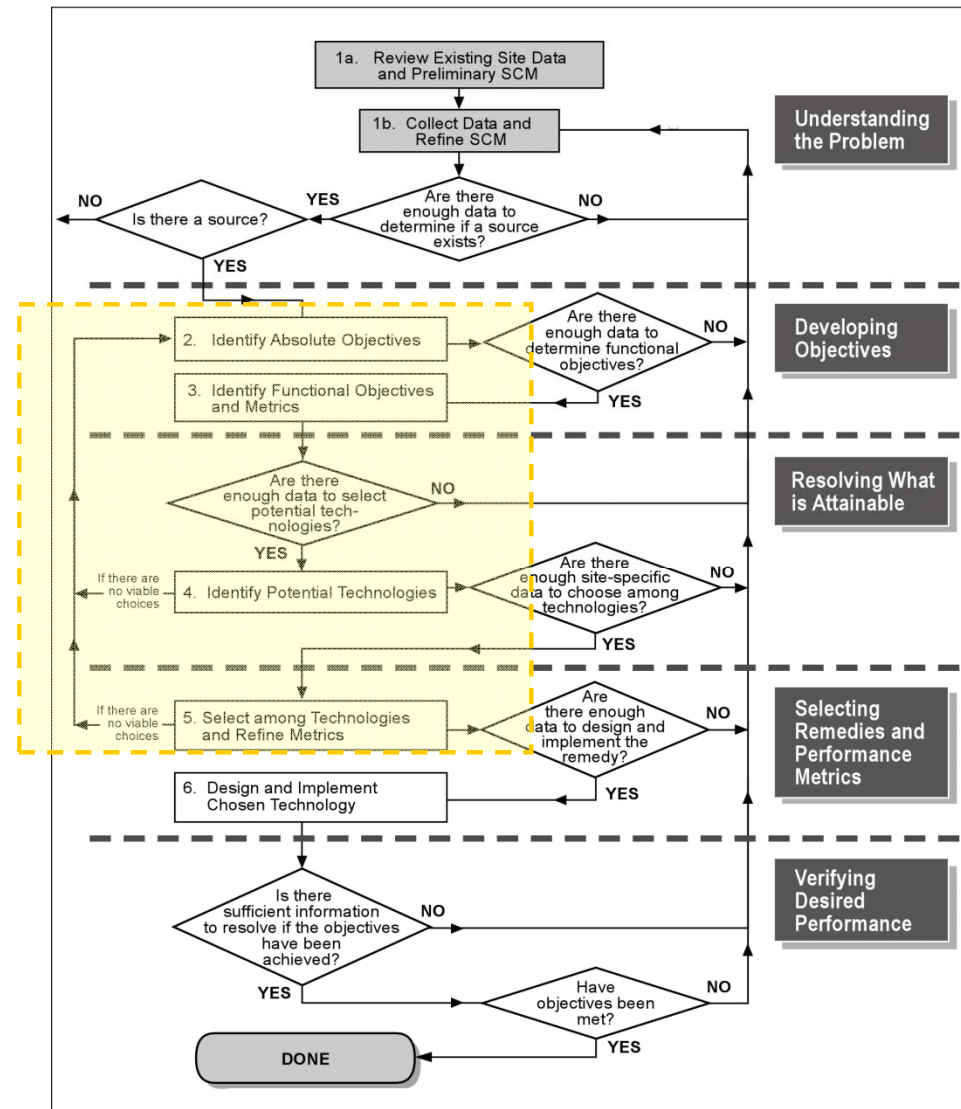 1a. Review Existing Site Data
and Preliminary SCM
1b. Collect Data and
Refine SCM
Understanding
the Problem
Are there
enough data to
determine if a source
exists?
YES
NO
Is there a source?
NO
YES
2. Identify Absolute Objectives
Are there
enough data to
determine functional
objectives?
NO
YES
Developing
Objectives
3. Identify Functional Objectives
and Metrics
Are there
enough data to select
potential tech-
nologies?
NO
YES
Resolving What
is Attainable
If there are
no viable
choices
4. Identify Potential Technologies
Are there
enough site-specific
data to choose among
technologies?
NO
YES
If there are
no viable
choices
5. Select among Technologies
and Refine Metrics
Are
there enough
data to design and
implement the
remedy?
NO
YES
Selecting
Remedies and
Performance
Metrics
6. Design and Implement
Chosen Technology
Is there
sufficient information
to resolve if the objectives
have been
achieved?
NO
YES
Verifying
Desired
Performance
Have
objectives been
met?
NO
YES
DONE